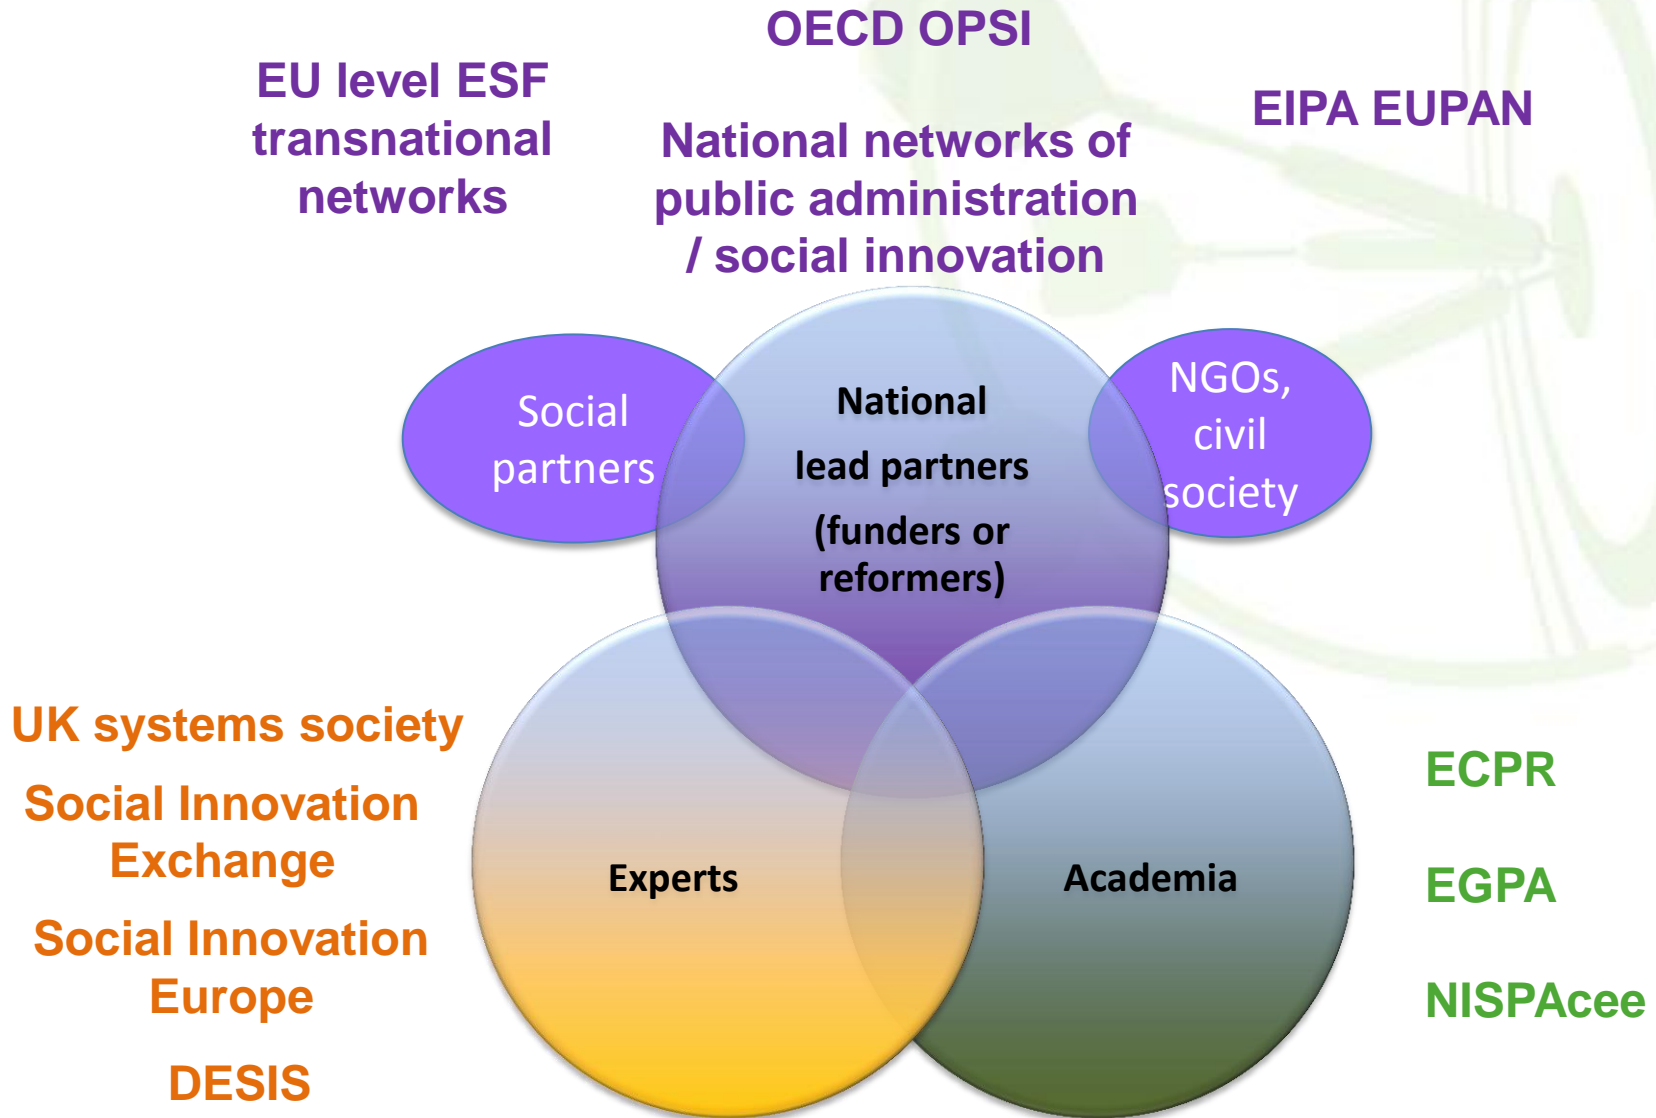 OECD OPSI
EU level ESF
transnational
networks
National networks of
public administration
/ social innovation
EIPA EUPAN
Social
partners
National
lead partners
(funders or
reformers)
NGOs,
civil
society
UK systems society
Social Innovation
Exchange
Social Innovation
Europe
DESIS
Experts
Academia
ECPR
EGPA
NISPAcee